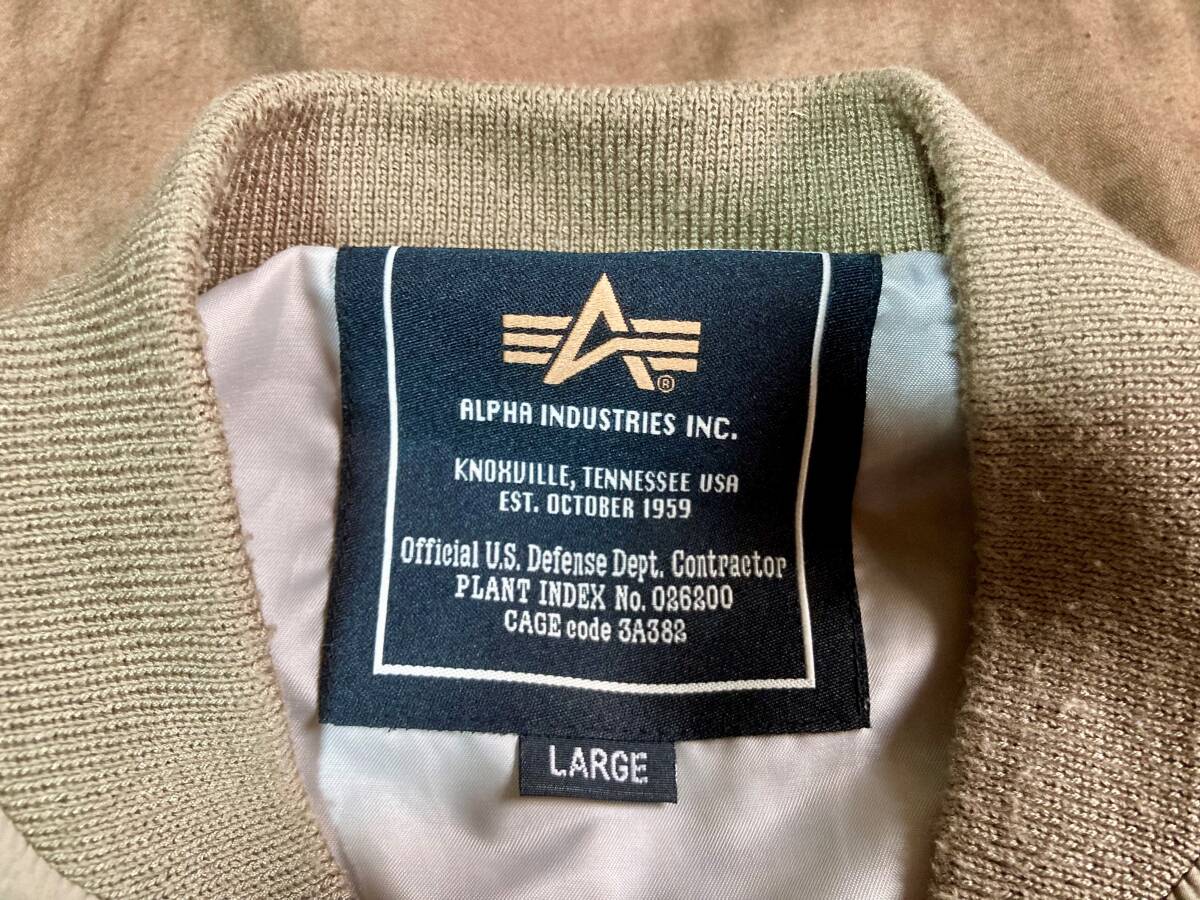 ®
ALPHA INDUSTRIES INC.
KNOXVILLE, TENNESSEE USA
EST. OCTOBER 1959
Official U.S. Defense Dept. Contractor
PLANT INDEX No. 026200
CAGE code 3A382
LARGE